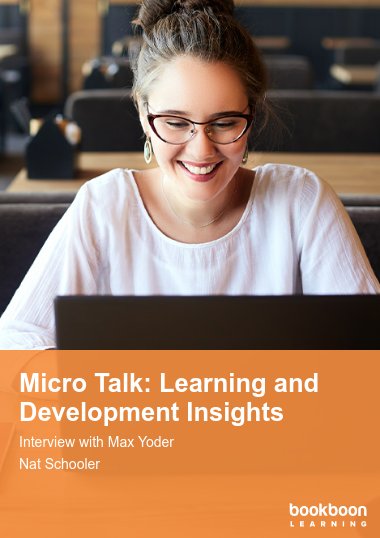 Micro Talk: Learning and
Development Insights
Interview with Max Yoder
Nat Schooler
bookboon
LEARNING